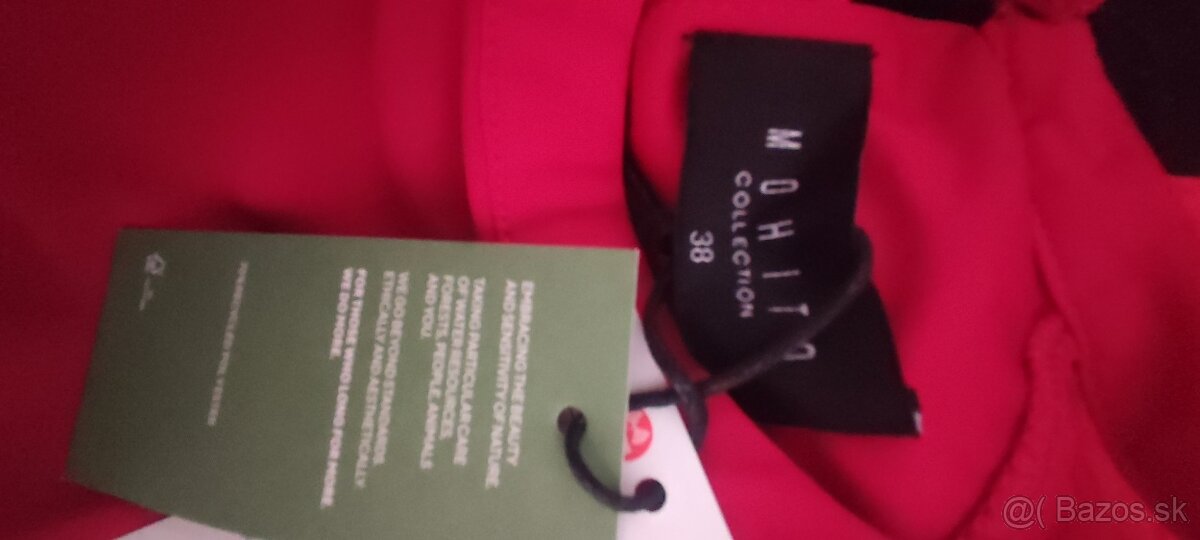 MOHITO
COLLECTION
38
EMBRACING THE BEAUTY
AND SENSITIVITY OF NATURE.
TAKING PARTICULAR CARE
OF WATER RESOURCES,
FORESTS, PEOPLE, ANIMALS
AND YOU.
WE GO BEYOND STANDARDS,
ETHICALLY AND AESTHETICALLY.
FOR THOSE WHO LONG FOR MORE,
WE DO MORE.
@( Bazos.sk